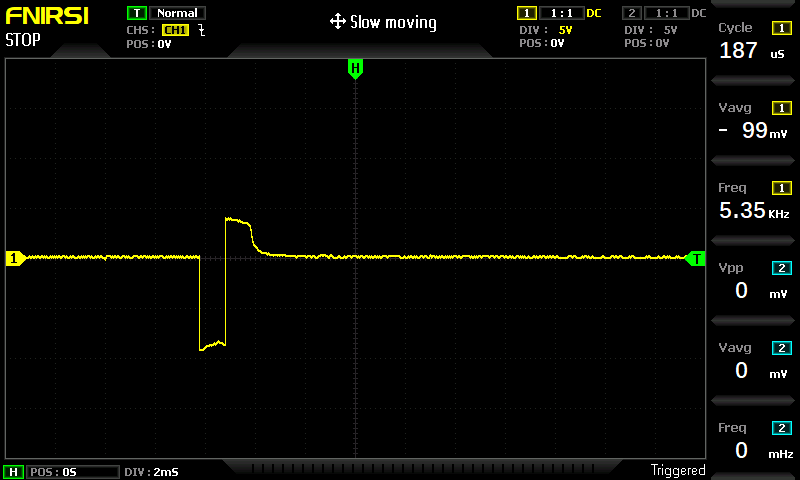 FNIRSI
STOP
T Normal
CHS: CH1
POS: 0V
Slow moving
1 1:1 DC
DIV: 5V
POS: 0V
2 1:1 DC
DIV: 5V
POS: 0V
Cycle 1
187 uS
Vavg 1
- 99 mV
Freq 1
5.35 KHz
Vpp 2
0 mV
Vavg 2
0 mV
Freq 2
0 mHz
H
1
T
H POS: 0S DIV: 2mS
Triggered